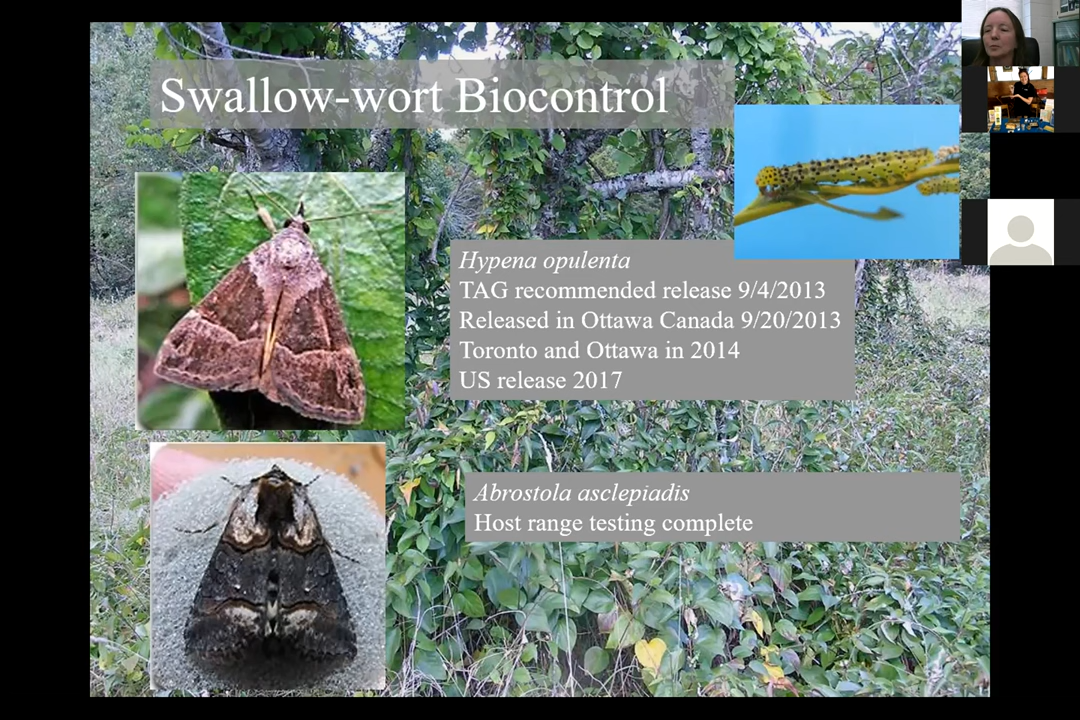 Swallow-wort Biocontrol
Hypena opulenta
TAG recommended release 9/4/2013
Released in Ottawa Canada 9/20/2013
Toronto and Ottawa in 2014
US release 2017
Abrostola asclepiadis
Host range testing complete